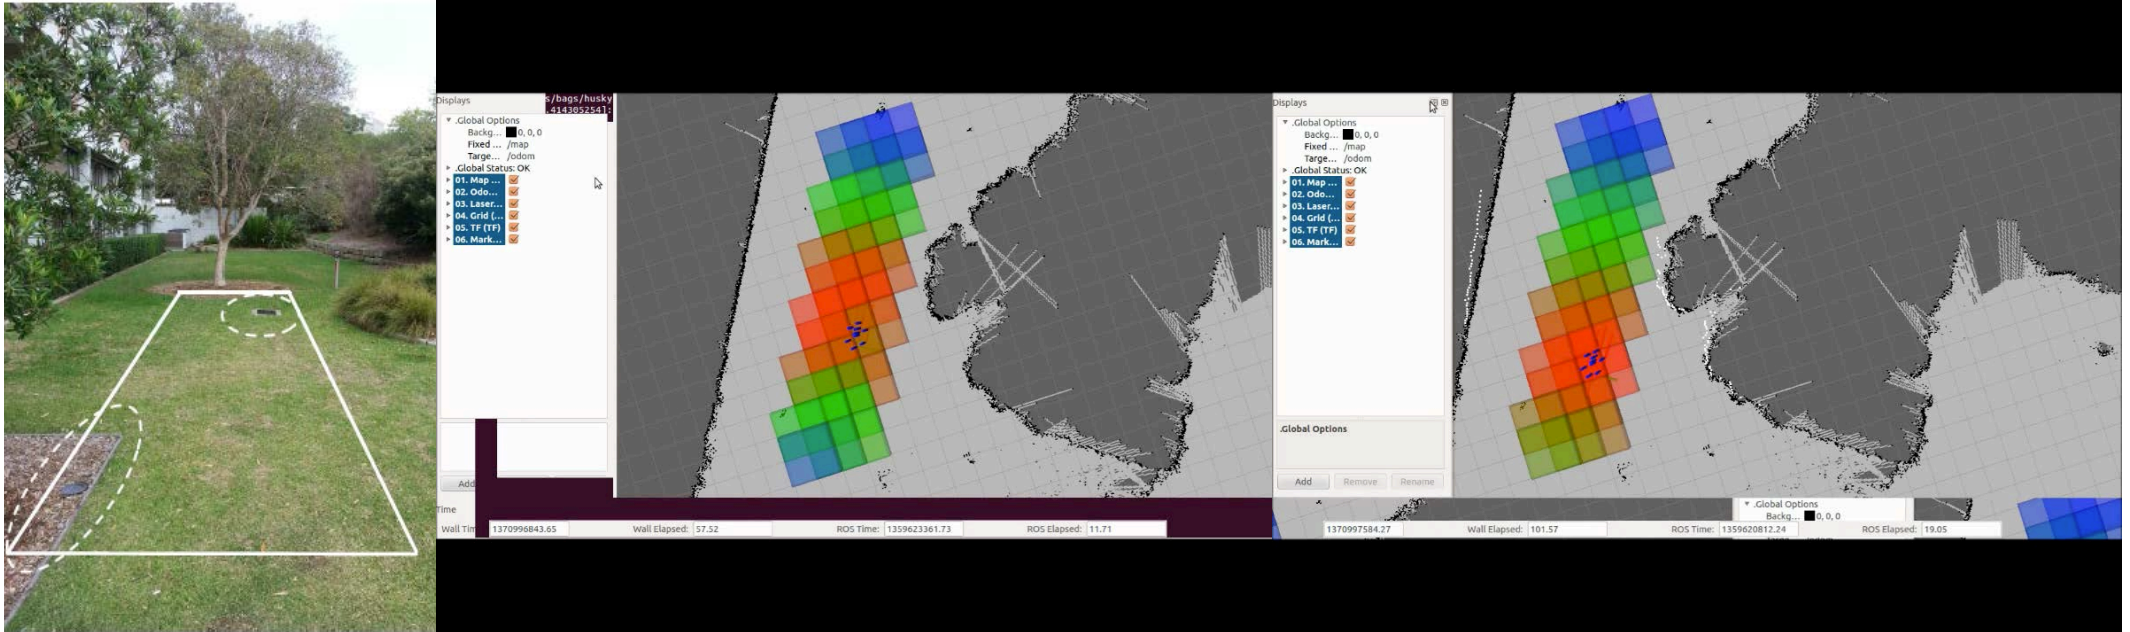 Displays
s/bags/husky
.414305254]:
.Global Options
Backg... 0, 0, 0
Fixed ... /map
Targe... /odom
.Global Status: OK
01. Map ...
02. Odo...
03. Laser...
04. Grid (...
05. TF (TF)
06. Mark...
Add
Time
Wall Tim 1370996843.65 Wall Elapsed: 57.52 ROS Time: 1359623361.73 ROS Elapsed: 11.71
Displays
.Global Options
Backg... 0, 0, 0
Fixed ... /map
Targe... /odom
.Global Status: OK
01. Map ...
02. Odo...
03. Laser...
04. Grid (...
05. TF (TF)
06. Mark...
.Global Options
Add Remove Rename
.Global Options
Backg... 0, 0, 0
1370997584.27 Wall Elapsed: 101.57 ROS Time: 1359620812.24 ROS Elapsed: 19.05